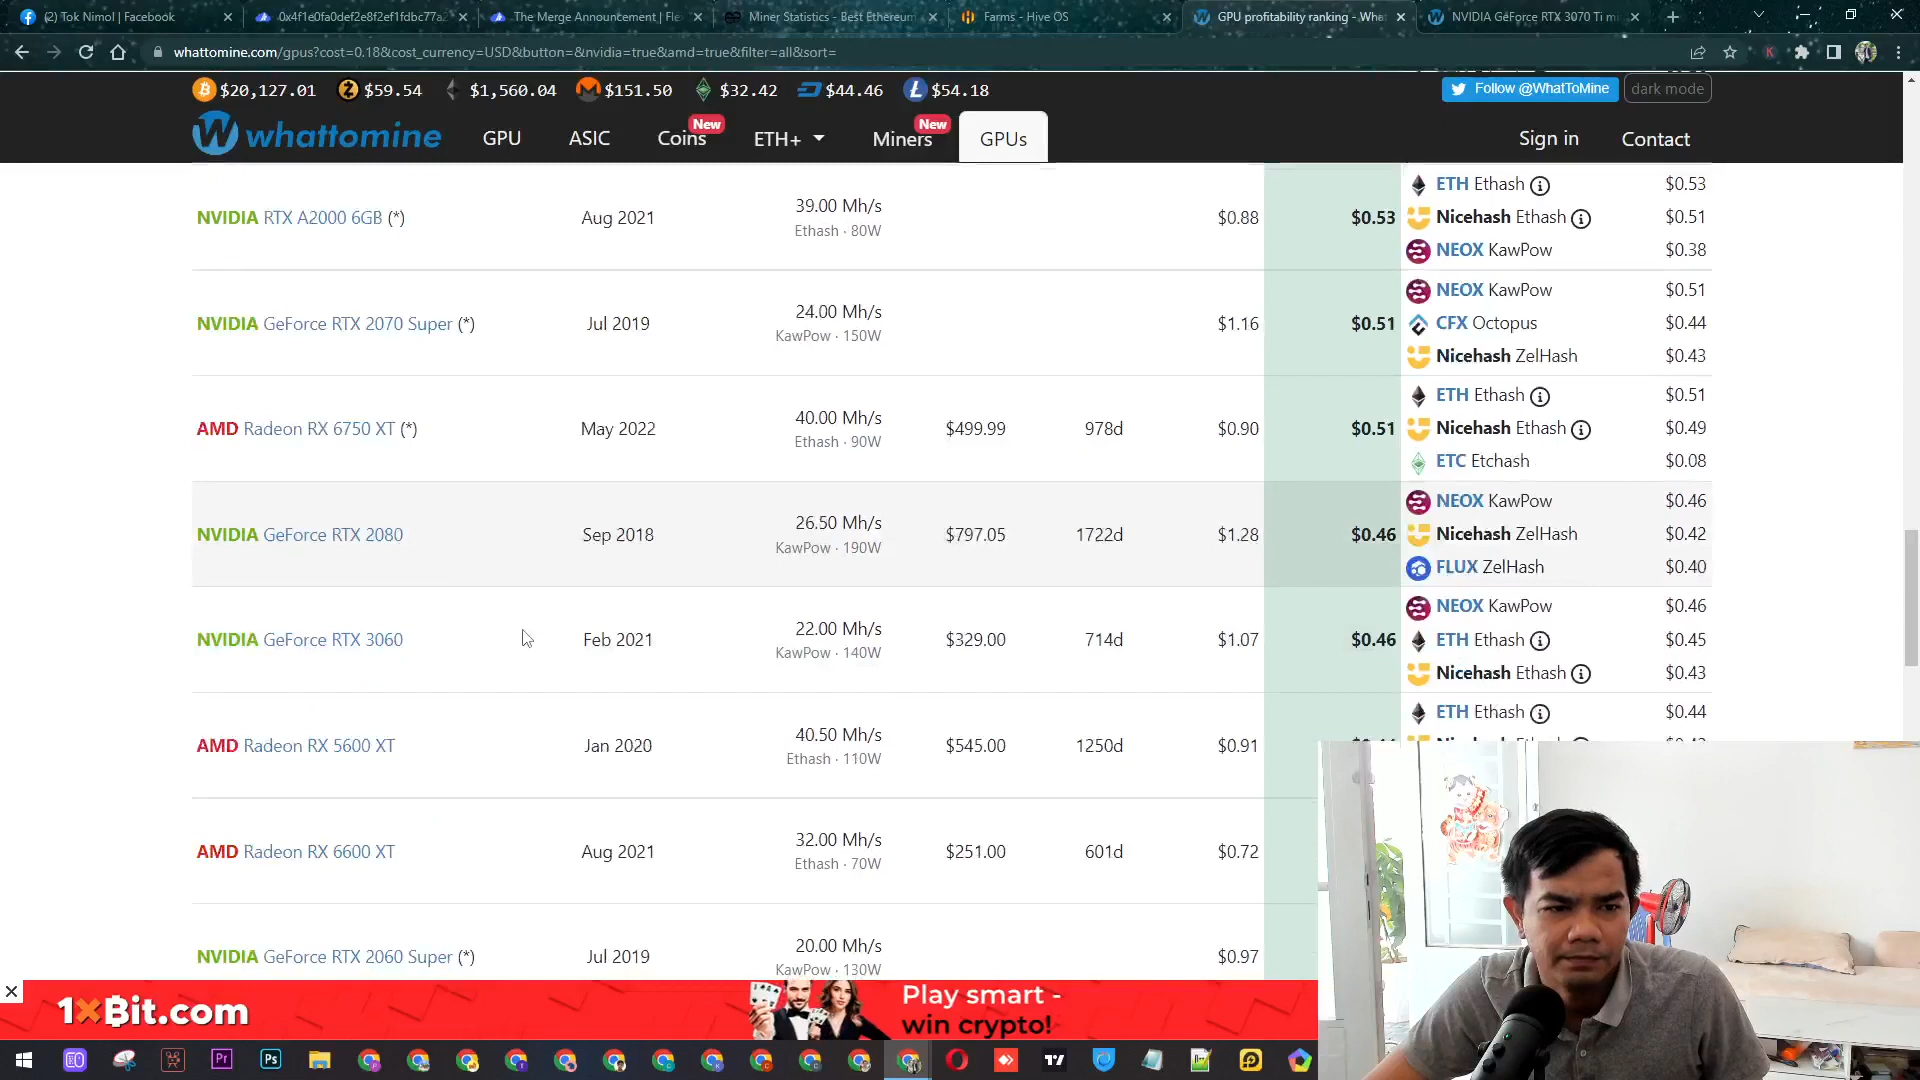 (2) Tok Nimol | Facebook
0x4f1e0fa0def2e8f2ef1fdbc77a2
The Merge Announcement | Fle
Miner Statistics - Best Ethereum
Farms - Hive OS
GPU profitability ranking - What
NVIDIA GeForce RTX 3070 Ti mi
whattomine.com/gpus?cost=0.18&cost_currency=USD&button=&nvidia=true&amd=true&filter=all&sort=
$20,127.01 $59.54 $1,560.04 $151.50 $32.42 $44.46 $54.18
Follow @WhatToMine dark mode
whattomine GPU ASIC Coins New ETH+ Miners New GPUs Sign in Contact
NVIDIA RTX A2000 6GB (*) Aug 2021 39.00 Mh/s $0.88 $0.53
Ethash · 80W
ETH Ethash $0.53
Nicehash Ethash $0.51
NEOX KawPow $0.38
NVIDIA GeForce RTX 2070 Super (*) Jul 2019 24.00 Mh/s $1.16 $0.51
KawPow · 150W
NEOX KawPow $0.51
CFX Octopus $0.44
Nicehash ZelHash $0.43
AMD Radeon RX 6750 XT (*) May 2022 40.00 Mh/s $499.99 978d $0.90 $0.51
Ethash · 90W
ETH Ethash $0.51
Nicehash Ethash $0.49
ETC Etchash $0.08
NVIDIA GeForce RTX 2080 Sep 2018 26.50 Mh/s $797.05 1722d $1.28 $0.46
KawPow · 190W
NEOX KawPow $0.46
Nicehash ZelHash $0.42
FLUX ZelHash $0.40
NVIDIA GeForce RTX 3060 Feb 2021 22.00 Mh/s $329.00 714d $1.07 $0.46
KawPow · 140W
NEOX KawPow $0.46
ETH Ethash $0.45
Nicehash Ethash $0.43
AMD Radeon RX 5600 XT Jan 2020 40.50 Mh/s $545.00 1250d $0.91
Ethash · 110W
ETH Ethash $0.44
AMD Radeon RX 6600 XT Aug 2021 32.00 Mh/s $251.00 601d $0.72
Ethash · 70W
NVIDIA GeForce RTX 2060 Super (*) Jul 2019 20.00 Mh/s $0.97
KawPow · 130W
1xBit.com
Play smart -
win crypto!
Pr
Ps